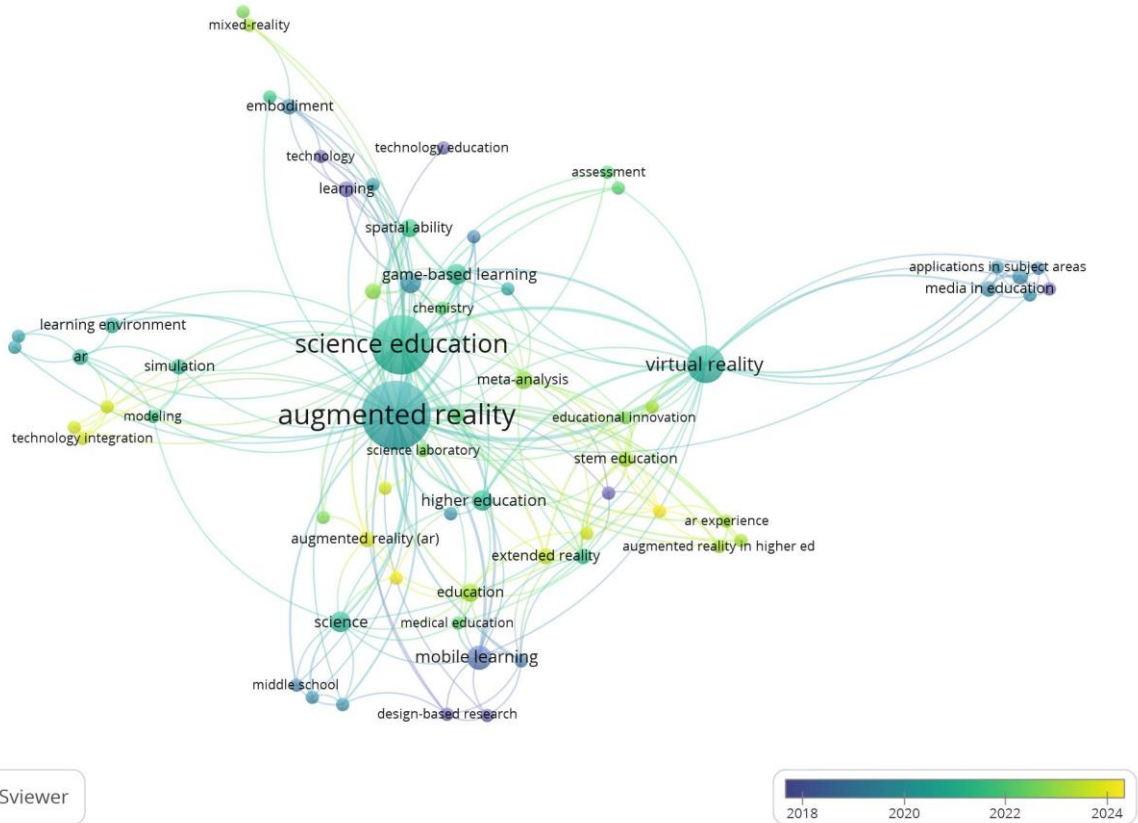 mixed-reality
embodiment
technology education
technology
assessment
learning
spatial ability
applications in subject areas
game-based learning
media in education
chemistry
learning environment
science education
ar
simulation
virtual reality
meta-analysis
augmented reality
modeling
educational innovation
technology integration
science laboratory
stem education
higher education
ar experience
augmented reality (ar)
augmented reality in higher ed
extended reality
education
science
medical education
mobile learning
middle school
design-based research
Sviewer
2018 2020 2022 2024